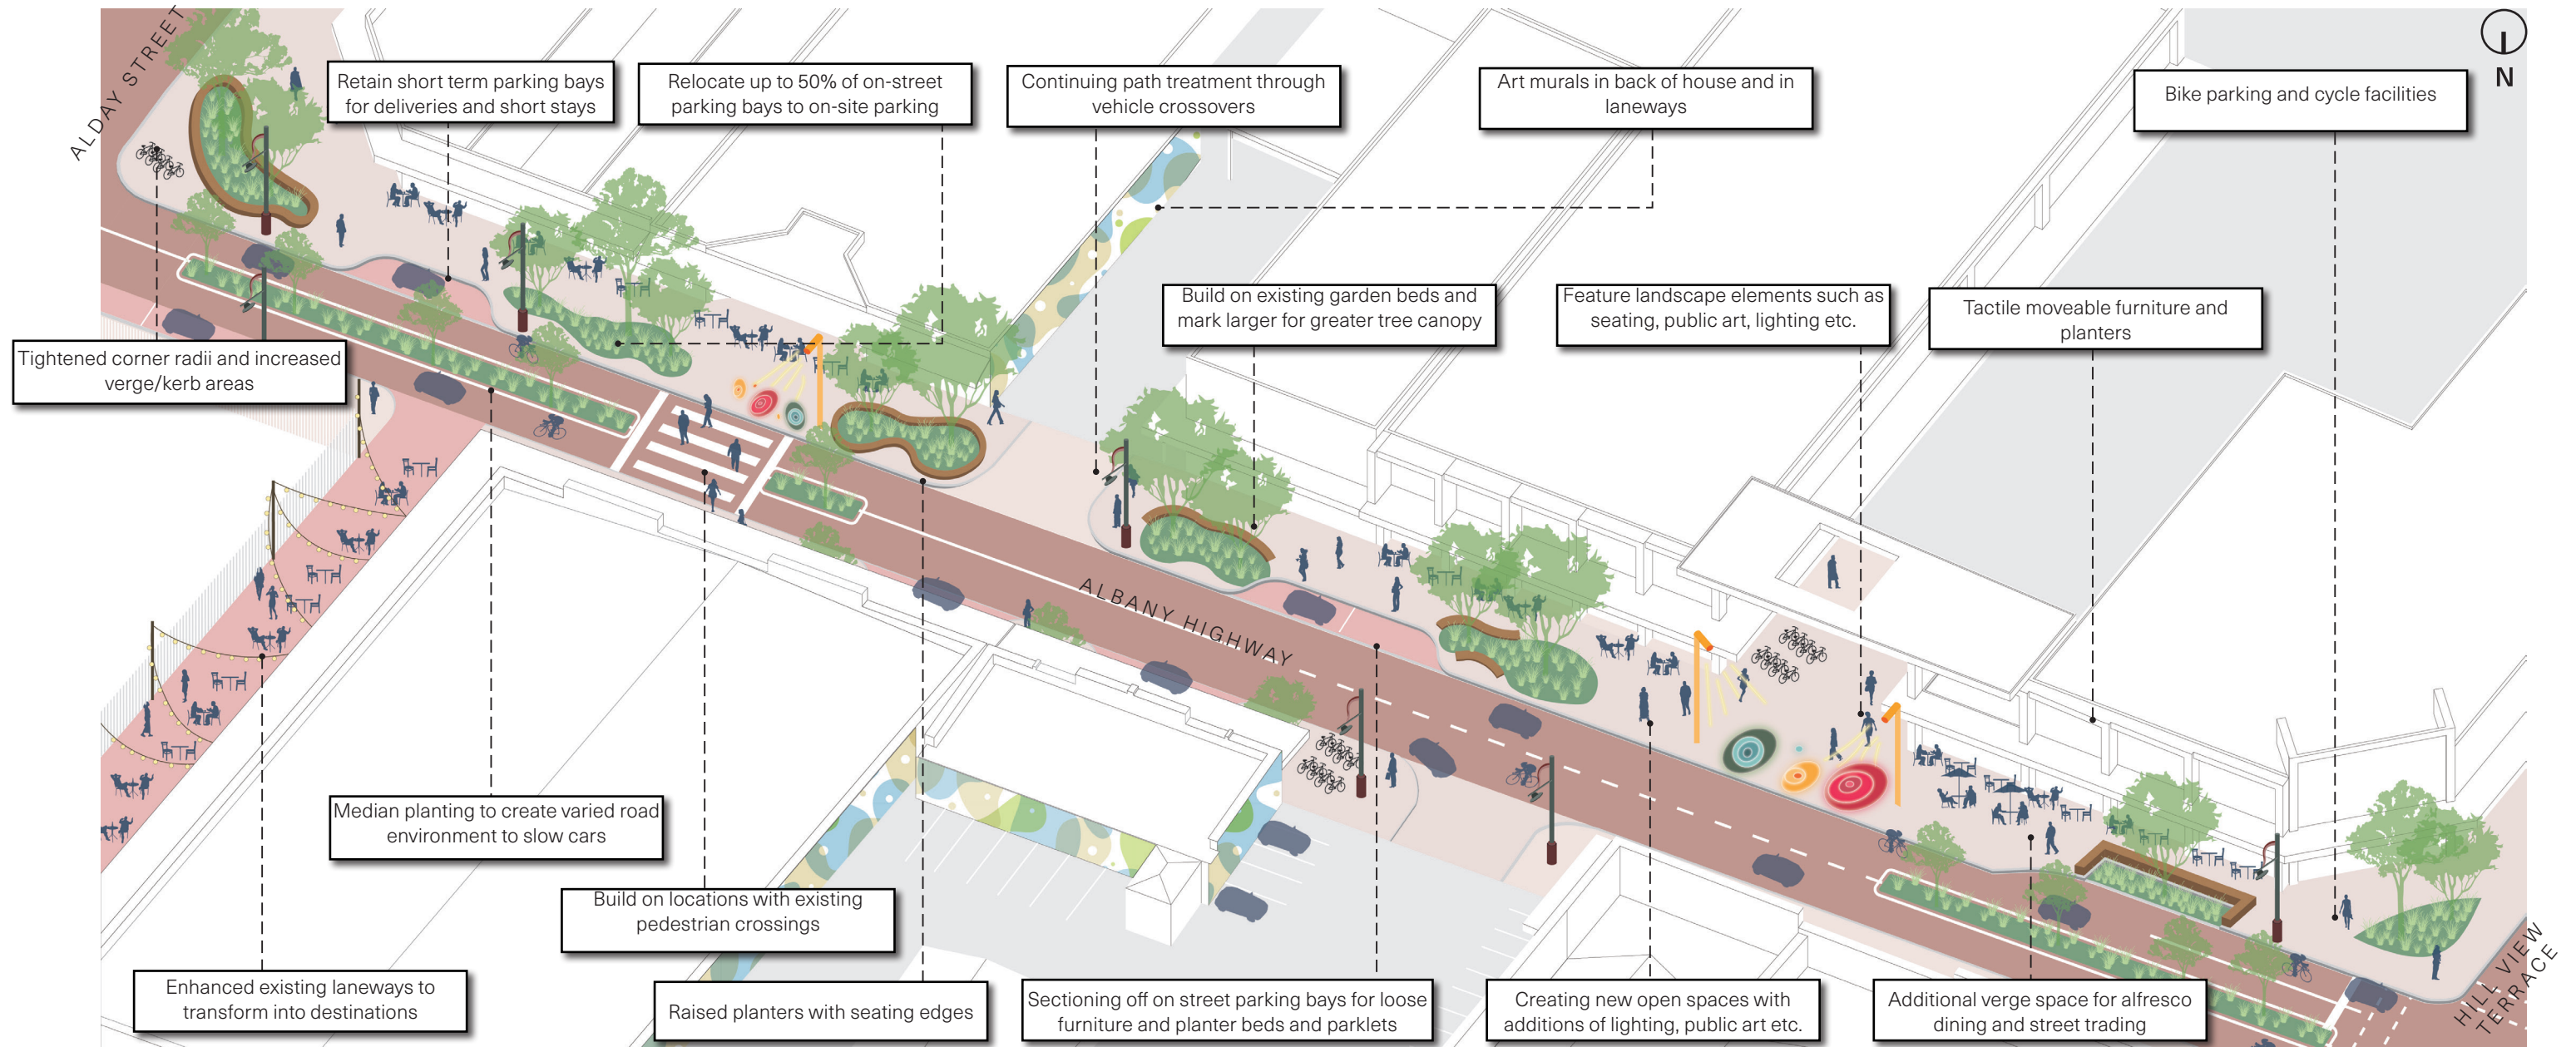 ALDAY STREET
N
Retain short term parking bays
for deliveries and short stays
Relocate up to 50% of on-street
parking bays to on-site parking
Continuing path treatment through
vehicle crossovers
Art murals in back of house and in
laneways
Bike parking and cycle facilities
Build on existing garden beds and
mark larger for greater tree canopy
Feature landscape elements such as
seating, public art, lighting etc.
Tactile moveable furniture and
planters
Tightened corner radii and increased
verge/kerb areas
ALBANY HIGHWAY
Median planting to create varied road
environment to slow cars
Build on locations with existing
pedestrian crossings
Enhanced existing laneways to
transform into destinations
Raised planters with seating edges
Sectioning off on street parking bays for loose
furniture and planter beds and parklets
Creating new open spaces with
additions of lighting, public art etc.
Additional verge space for alfresco
dining and street trading
HILL VIEW
TERRACE